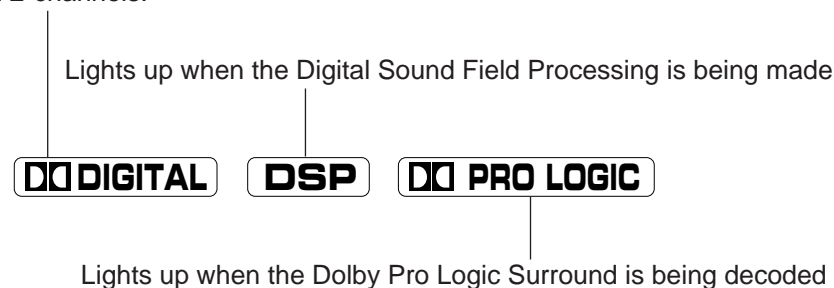 channels.
Lights up when the Digital Sound Field Processing is being made
DIGITAL DSP PRO LOGIC
Lights up when the Dolby Pro Logic Surround is being decoded